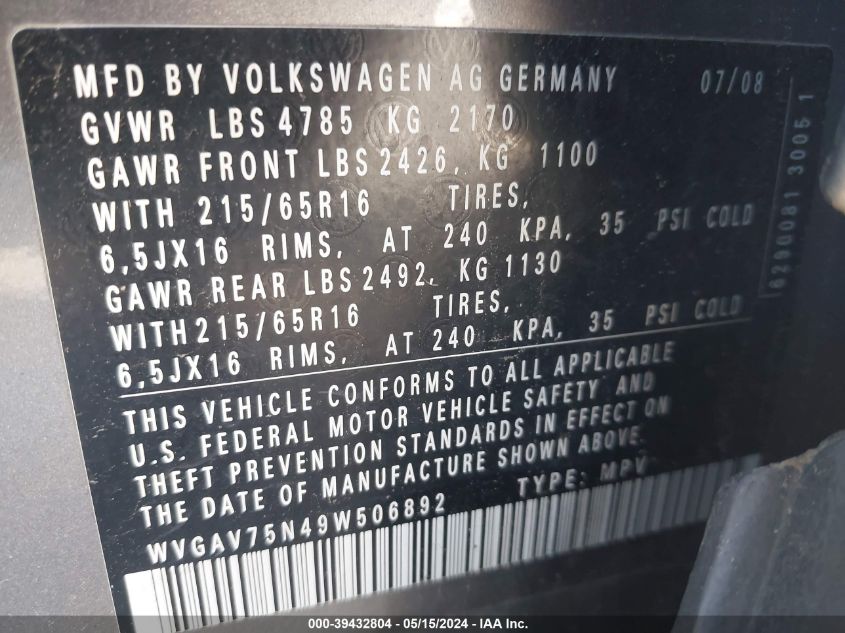 MFD BY VOLKSWAGEN AG GERMANY 07/08
GVWR LBS 4785 KG 2170
GAWR FRONT LBS 2426, KG 1100
WITH 215/65R16 TIRES,
6,5JX16 RIMS, AT 240 KPA, 35 PSI COLD
GAWR REAR LBS 2492, KG 1130
WITH 215/65R16 TIRES,
6,5JX16 RIMS, AT 240 KPA, 35 PSI COLD
THIS VEHICLE CONFORMS TO ALL APPLICABLE
U.S. FEDERAL MOTOR VEHICLE SAFETY AND
THEFT PREVENTION STANDARDS IN EFFECT ON
THE DATE OF MANUFACTURE SHOWN ABOVE.
WVGAV75N49W506892 TYPE: MPV
6290081 3005 1
000-39432804 - 05/15/2024 - IAA Inc.